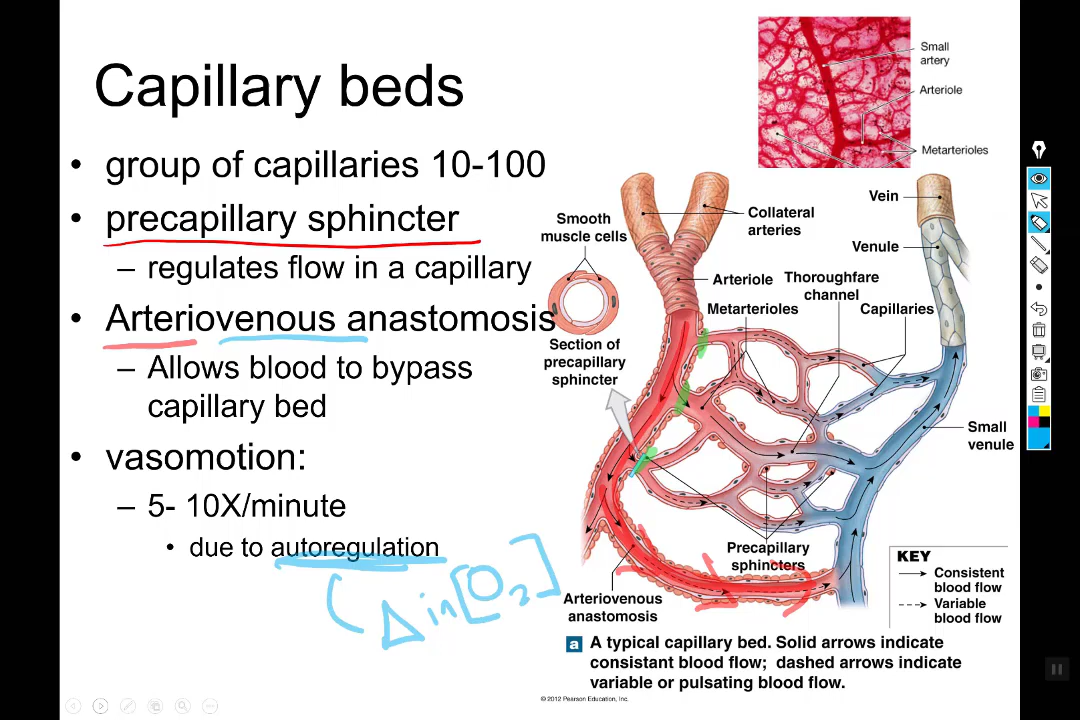 Capillary beds
• group of capillaries 10-100
• precapillary sphincter
– regulates flow in a capillary
• Arteriovenous anastomosis
– Allows blood to bypass
capillary bed
• vasomotion:
– 5- 10X/minute
• due to autoregulation
( Δ in [O2]
Small
artery
Arteriole
Metarterioles
Smooth
muscle cells
Collateral
arteries
Vein
Venule
Arteriole
Thoroughfare
channel
Metarterioles
Capillaries
Section of
precapillary
sphincter
Small
venule
Precapillary
sphincters
Arteriovenous
anastomosis
KEY
Consistent
blood flow
Variable
blood flow
a A typical capillary bed. Solid arrows indicate
consistant blood flow; dashed arrows indicate
variable or pulsating blood flow.
© 2012 Pearson Education, Inc.